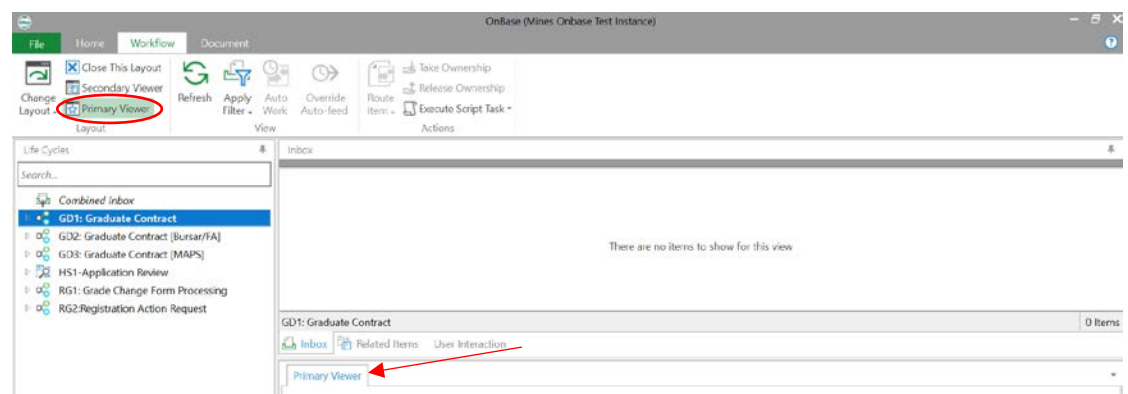 OnBase (Mines Onbase Test Instance)
File Home Workflow Document
Change Layout
Close This Layout
Secondary Viewer
Primary Viewer
Layout
Refresh
Apply Filter
Auto Work
Override Auto-feed
View
Route Item
Take Ownership
Release Ownership
Execute Script Task
Actions
Life Cycles
Search...
Combined Inbox
GD1: Graduate Contract
GD2: Graduate Contract [Bursar/FA]
GD3: Graduate Contract [MAPS]
HS1-Application Review
RG1: Grade Change Form Processing
RG2:Registration Action Request
Inbox
There are no items to show for this view
GD1: Graduate Contract 0 Items
Inbox Related Items User Interaction
Primary Viewer